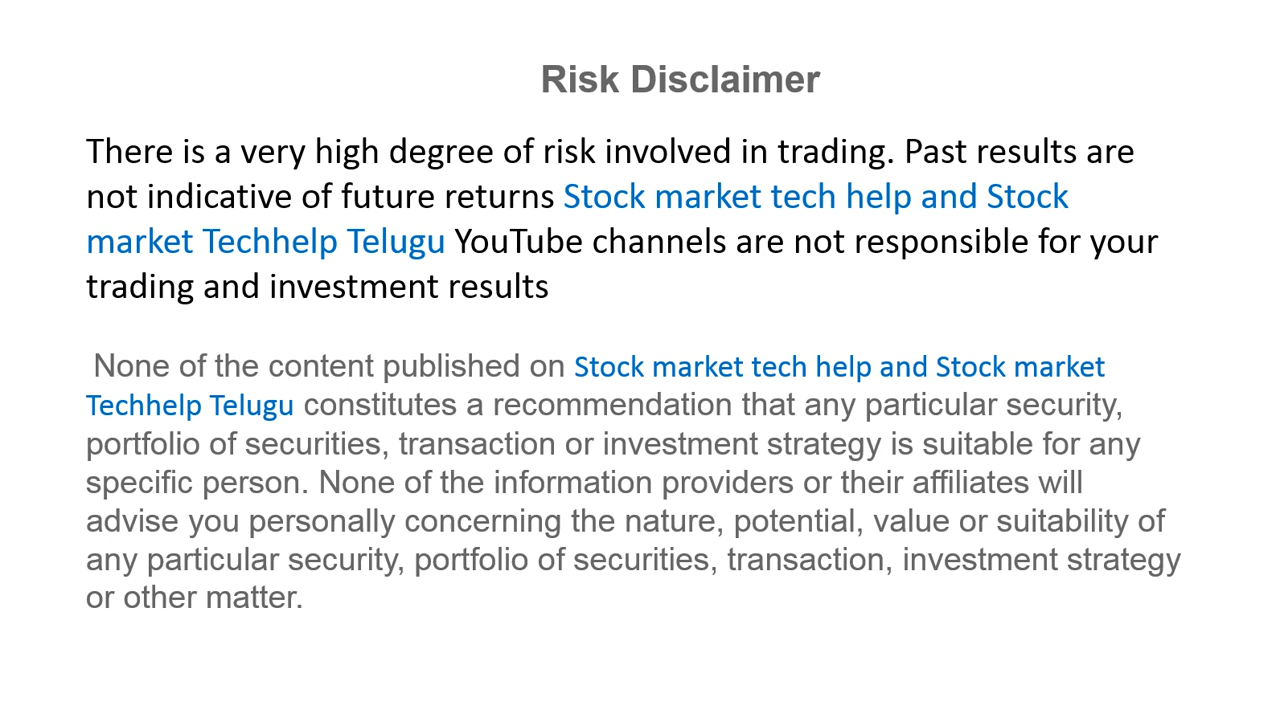 Risk Disclaimer
There is a very high degree of risk involved in trading. Past results are
not indicative of future returns Stock market tech help and Stock
market Techhelp Telugu YouTube channels are not responsible for your
trading and investment results
None of the content published on Stock market tech help and Stock market
Techhelp Telugu constitutes a recommendation that any particular security,
portfolio of securities, transaction or investment strategy is suitable for any
specific person. None of the information providers or their affiliates will
advise you personally concerning the nature, potential, value or suitability of
any particular security, portfolio of securities, transaction, investment strategy
or other matter.